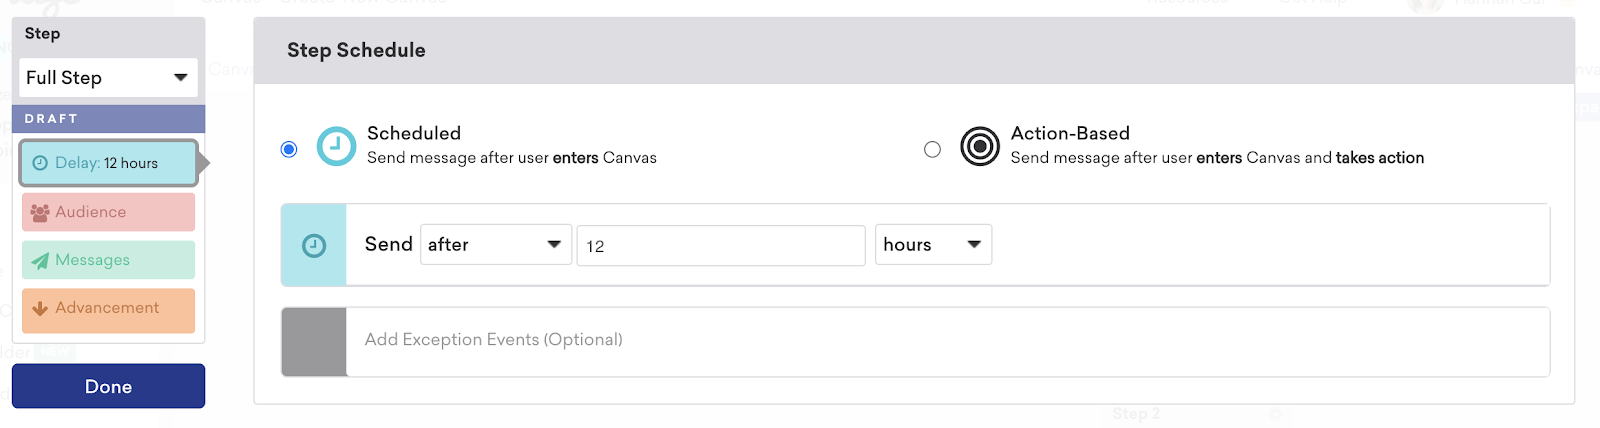 Step
Full Step
DRAFT
Delay: 12 hours
Audience
Messages
Advancement
Done
Step Schedule
Scheduled
Send message after user enters Canvas
Action-Based
Send message after user enters Canvas and takes action
Send after 12 hours
Add Exception Events (Optional)
Step 2